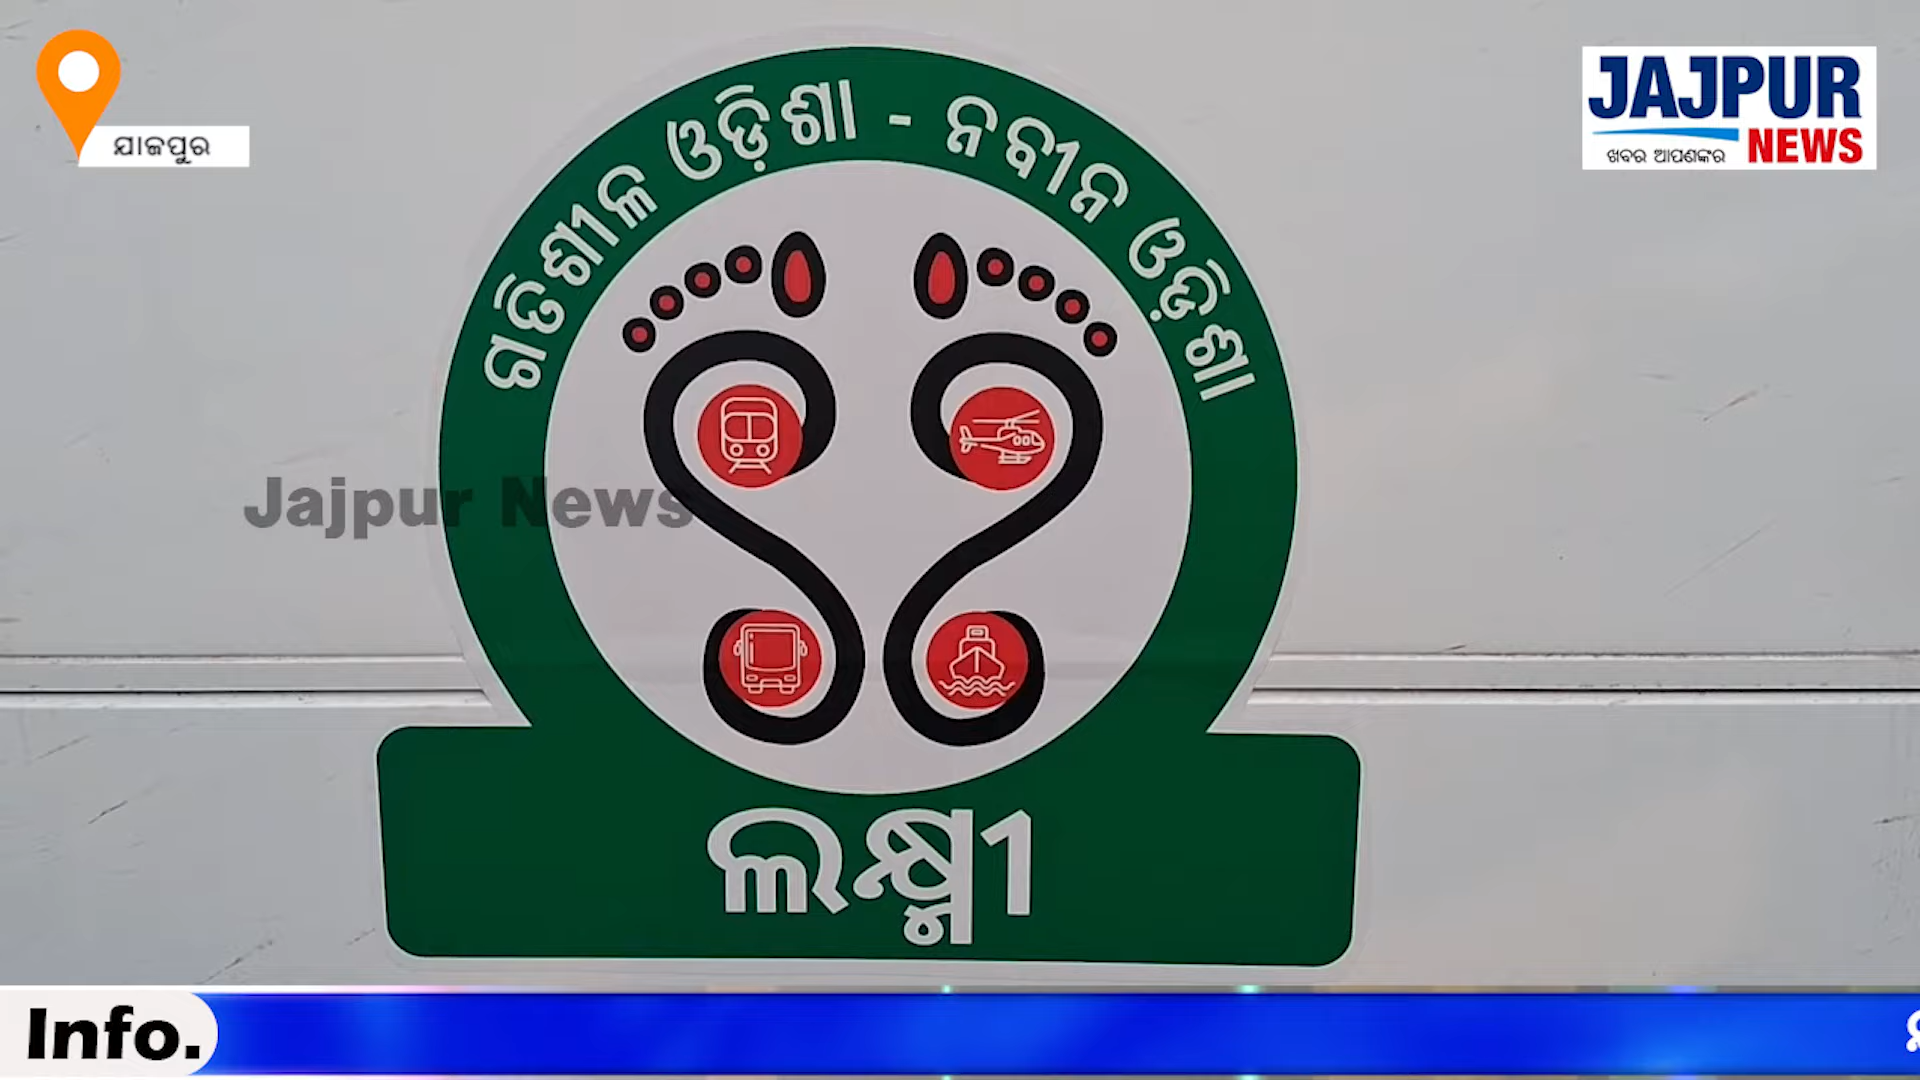 ଯାଜପୁର
JAJPUR
ଖବର ଆପଣଙ୍କର NEWS
ଗତିଶୀଳ ଓଡ଼ିଶା - ନବୀନ ଓଡ଼ିଶା
Jajpur News
ଲକ୍ଷ୍ମୀ
Info.